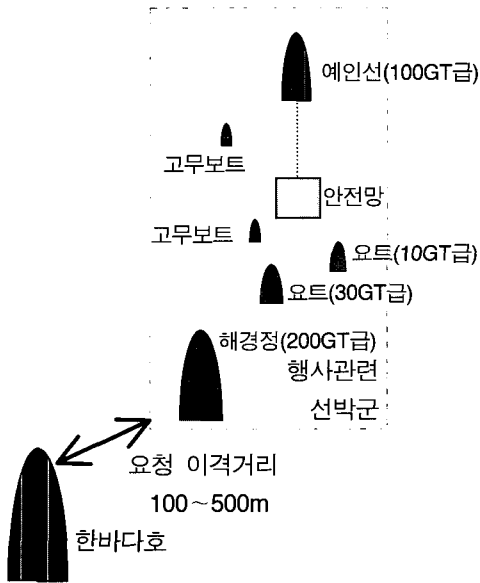 예인선(100GT급)
고무보트
안전망
고무보트
요트(10GT급)
요트(30GT급)
해경정(200GT급)
행사관련
선박군
요청 이격거리
100～500m
한바다호